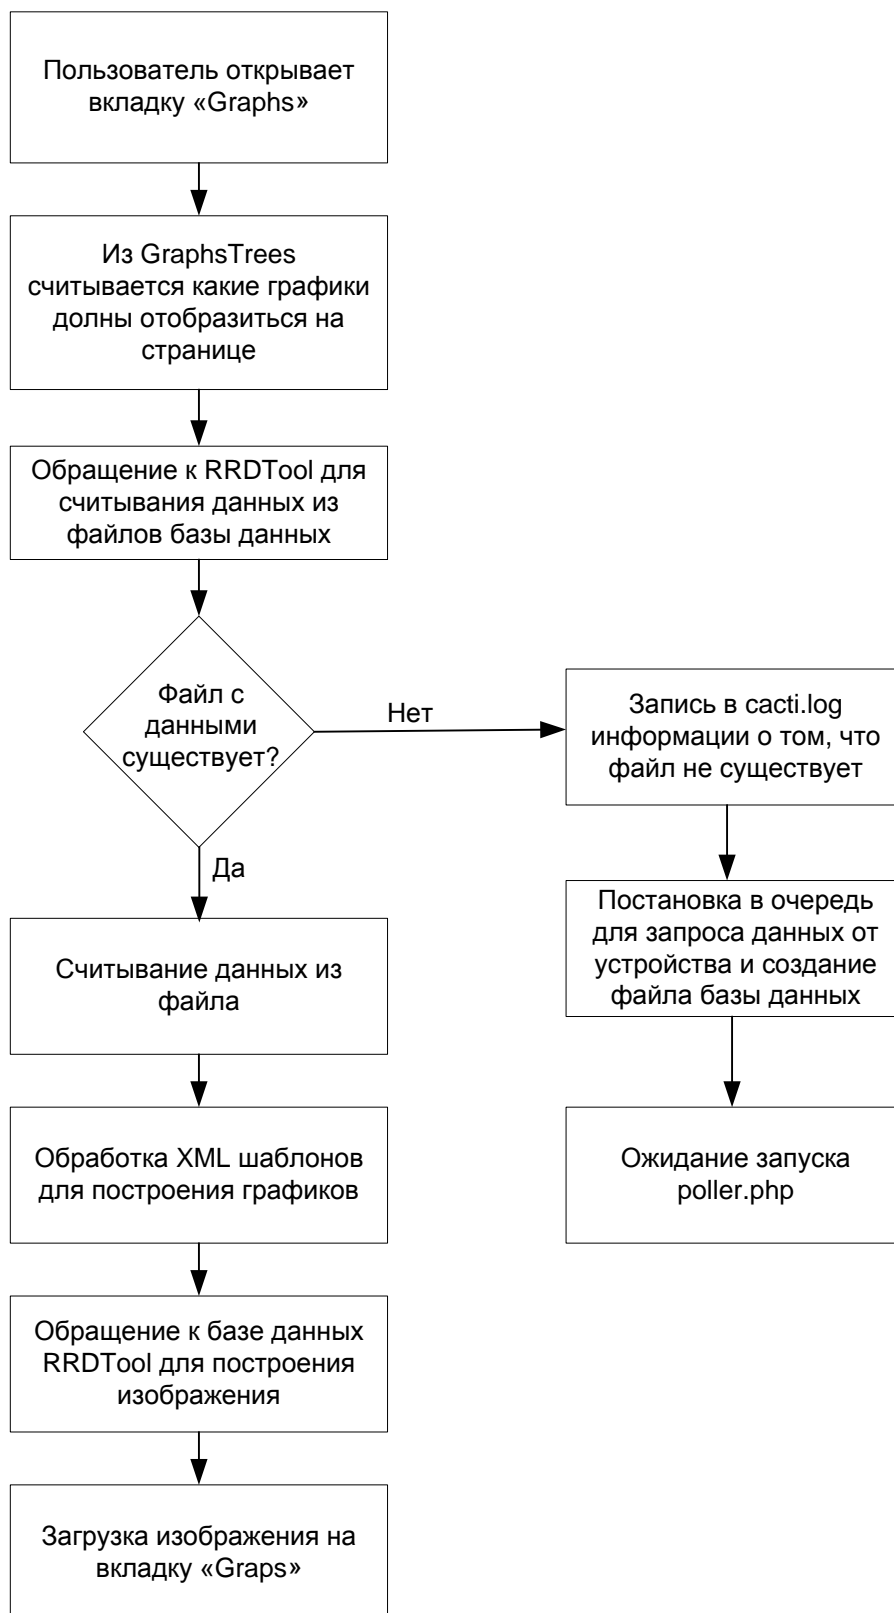 Пользователь открывает
вкладку «Graphs»
Из GraphsTrees
считывается какие графики
долны отобразиться на
странице
Обращение к RRDTool для
считывания данных из
файлов базы данных
Файл с
данными
существует?
Нет
Запись в cacti.log
информации о том, что
файл не существует
Да
Постановка в очередь
для запроса данных от
устройства и создание
файла базы данных
Считывание данных из
файла
Обработка XML шаблонов
для построения графиков
Ожидание запуска
poller.php
Обращение к базе данных
RRDTool для построения
изображения
Загрузка изображения на
вкладку «Graps»